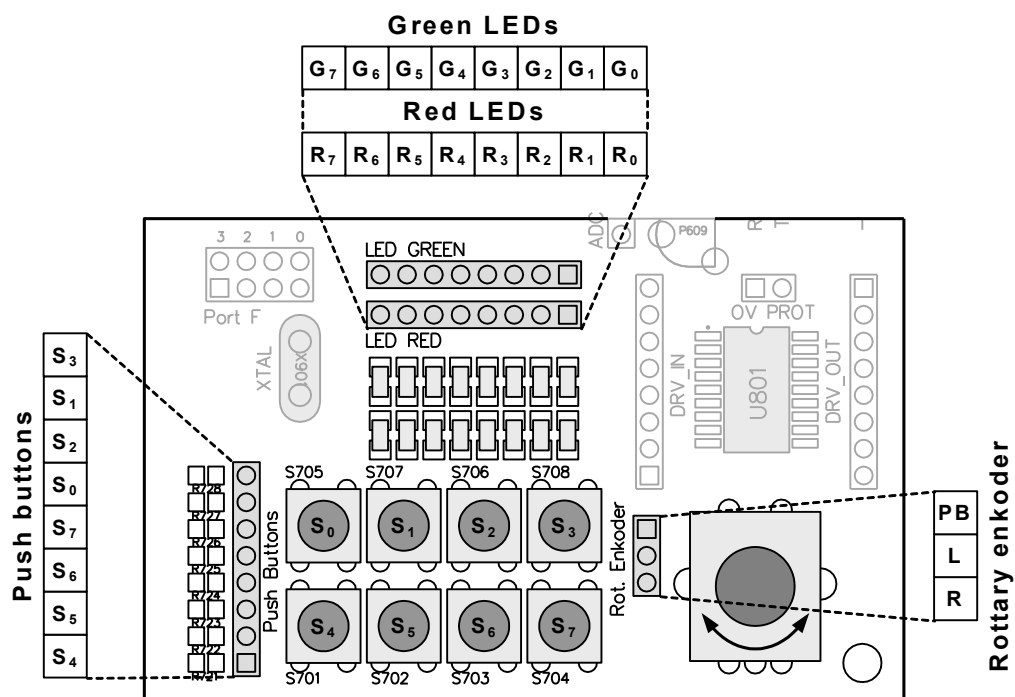 Green LEDs
G7 G6 G5 G4 G3 G2 G1 G0
Red LEDs
R7 R6 R5 R4 R3 R2 R1 R0
3 2 1 0
Port F
XTAL
LED GREEN
LED RED
ADC
P609
R
T
OV PROT
DRV_IN
U801
DRV_OUT
Push buttons
S3
S1
S2
S0
S7
S6
S5
S4
R728
R727
R726
R725
R724
R723
R722
R721
Push Buttons
S705 S707 S706 S708
S0 S1 S2 S3
S4 S5 S6 S7
S701 S702 S703 S704
Rot. Enkoder
PB
L
R
Rottary enkoder